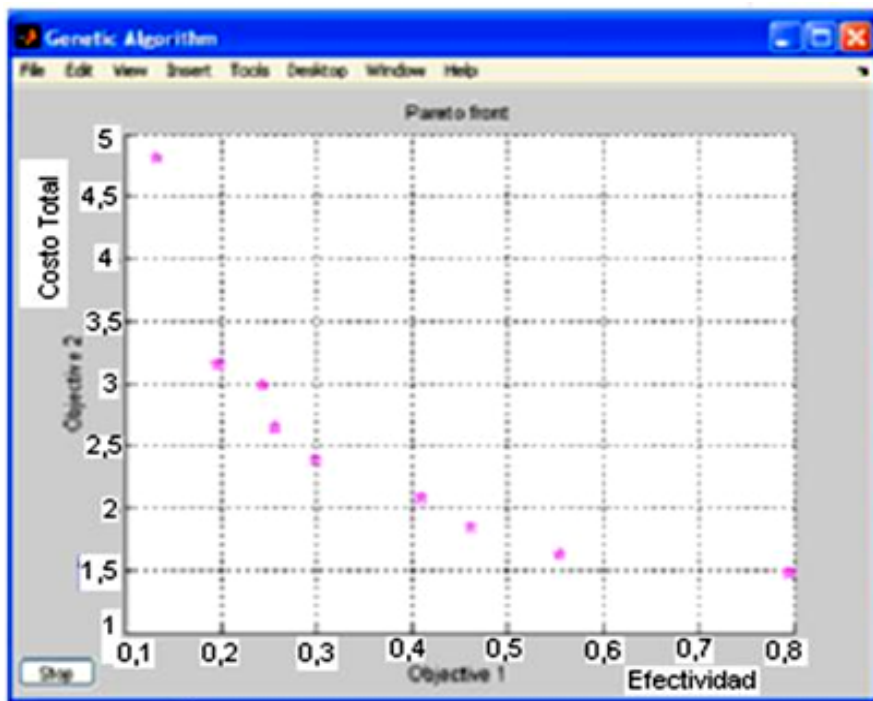 Genetic Algorithm
File Edit View Insert Tools Desktop Window Help
Pareto front
Costo Total
Objective 2
5
4,5
4
3,5
3
2,5
2
1,5
1
0,1 0,2 0,3 0,4 0,5 0,6 0,7 0,8
Objective 1
Efectividad
Stop